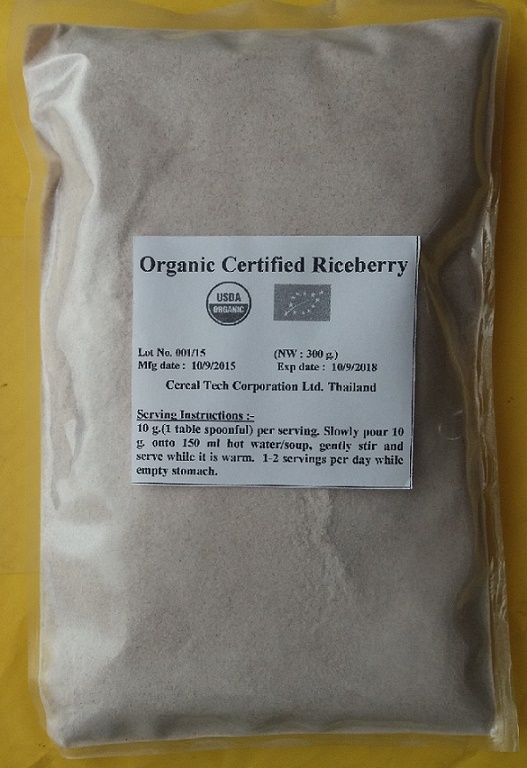 Organic Certified Riceberry
USDA
ORGANIC
Lot No. 001/15 (NW : 300 g.)
Mfg date : 10/9/2015 Exp date : 10/9/2018
Cereal Tech Corporation Ltd. Thailand
Serving Instructions :-
10 g.(1 table spoonful) per serving. Slowly pour 10
g. onto 150 ml hot water/soup, gently stir and
serve while it is warm. 1-2 servings per day while
empty stomach.